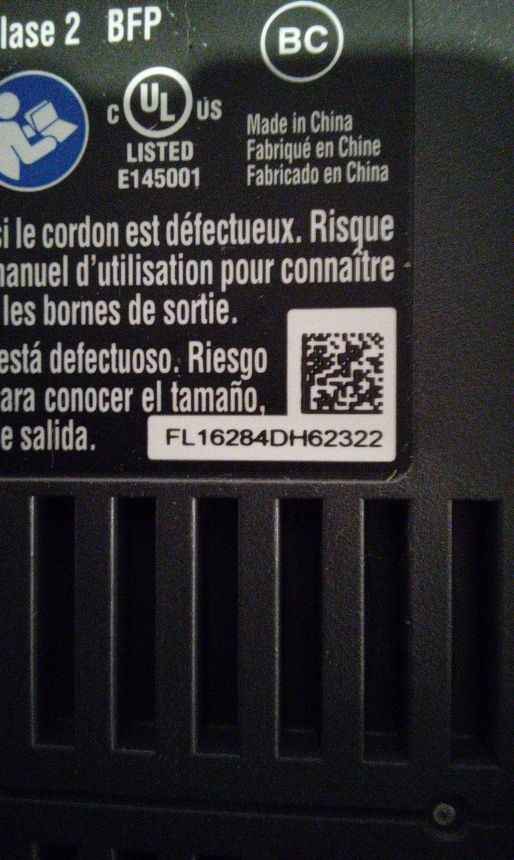 lase 2 BFP
BC
C UL US
LISTED
E145001
Made in China
Fabriqué en Chine
Fabricado en China
si le cordon est défectueux. Risque
manuel d'utilisation pour connaître
les bornes de sortie.
está defectuoso. Riesgo
ara conocer el tamaño,
e salida.
FL16284DH62322